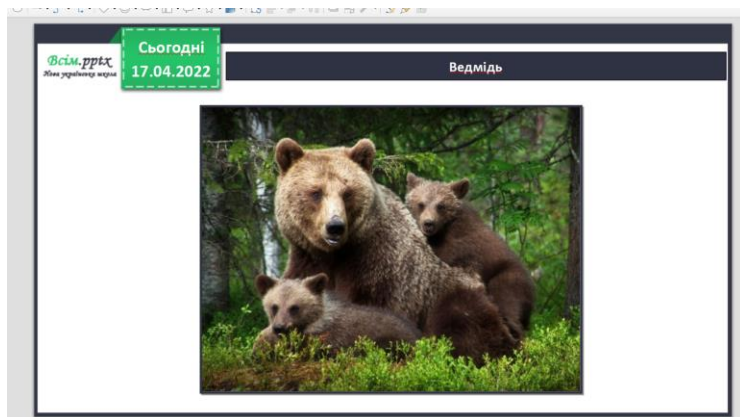 Всім.pptx
Нова українська школа
Сьогодні
17.04.2022
Ведмідь